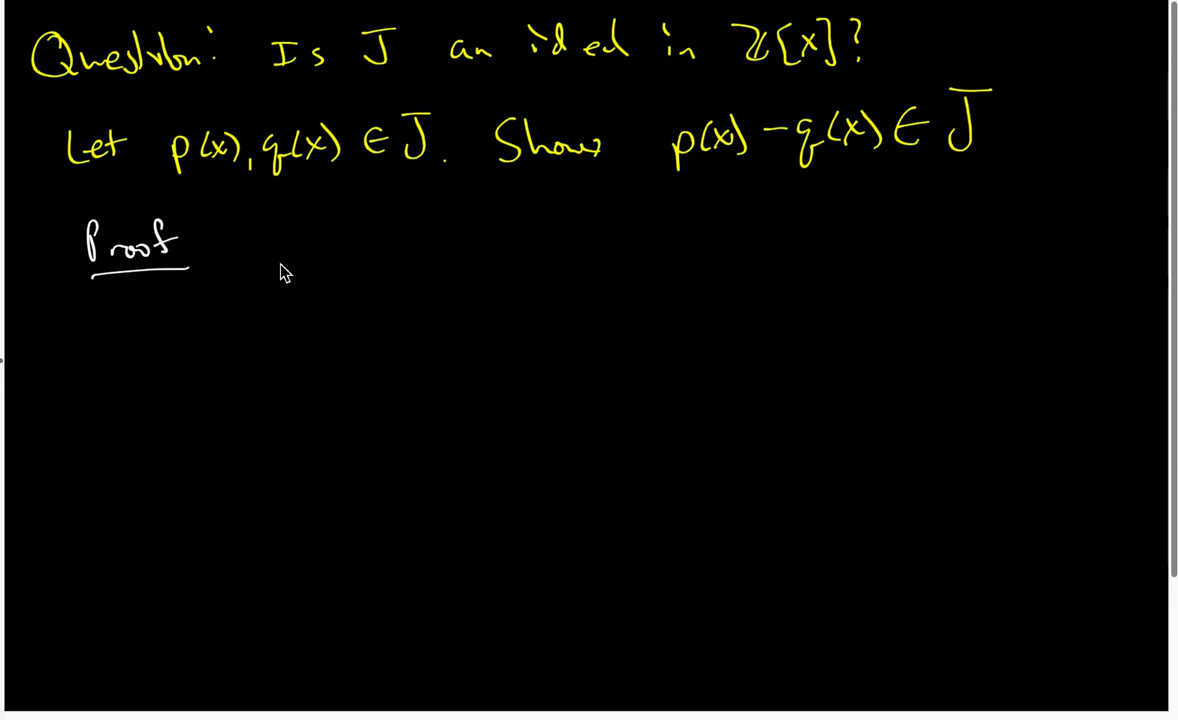 Question: Is J an ideal in ℤ[x]?
Let p(x), q(x) ∈ J. Show p(x) - q(x) ∈ J
Proof